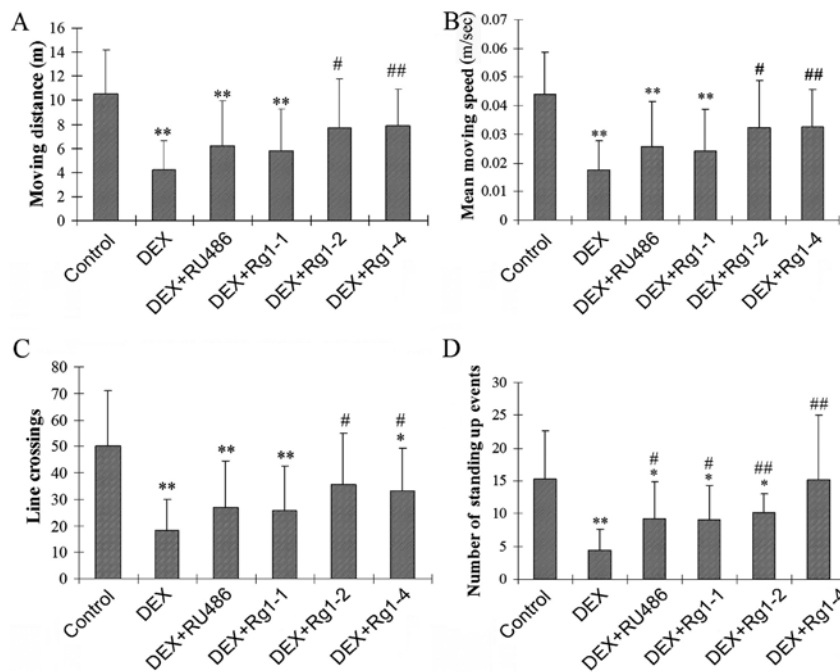 A
Moving distance (m)
16
14
12
10
8
6
4
2
0
** ** ** # ##
Control DEX DEX+RU486 DEX+Rg1-1 DEX+Rg1-2 DEX+Rg1-4
B
Mean moving speed (m/sec)
0.07
0.06
0.05
0.04
0.03
0.02
0.01
0
** ** ** # ##
Control DEX DEX+RU486 DEX+Rg1-1 DEX+Rg1-2 DEX+Rg1-4
C
Line crossings
80
70
60
50
40
30
20
10
0
# #
** ** ** *
Control DEX DEX+RU486 DEX+Rg1-1 DEX+Rg1-2 DEX+Rg1-4
D
Number of standing up events
30
25
20
15
10
5
0
##
# # ##
** * * *
Control DEX DEX+RU486 DEX+Rg1-1 DEX+Rg1-2 DEX+Rg1-4